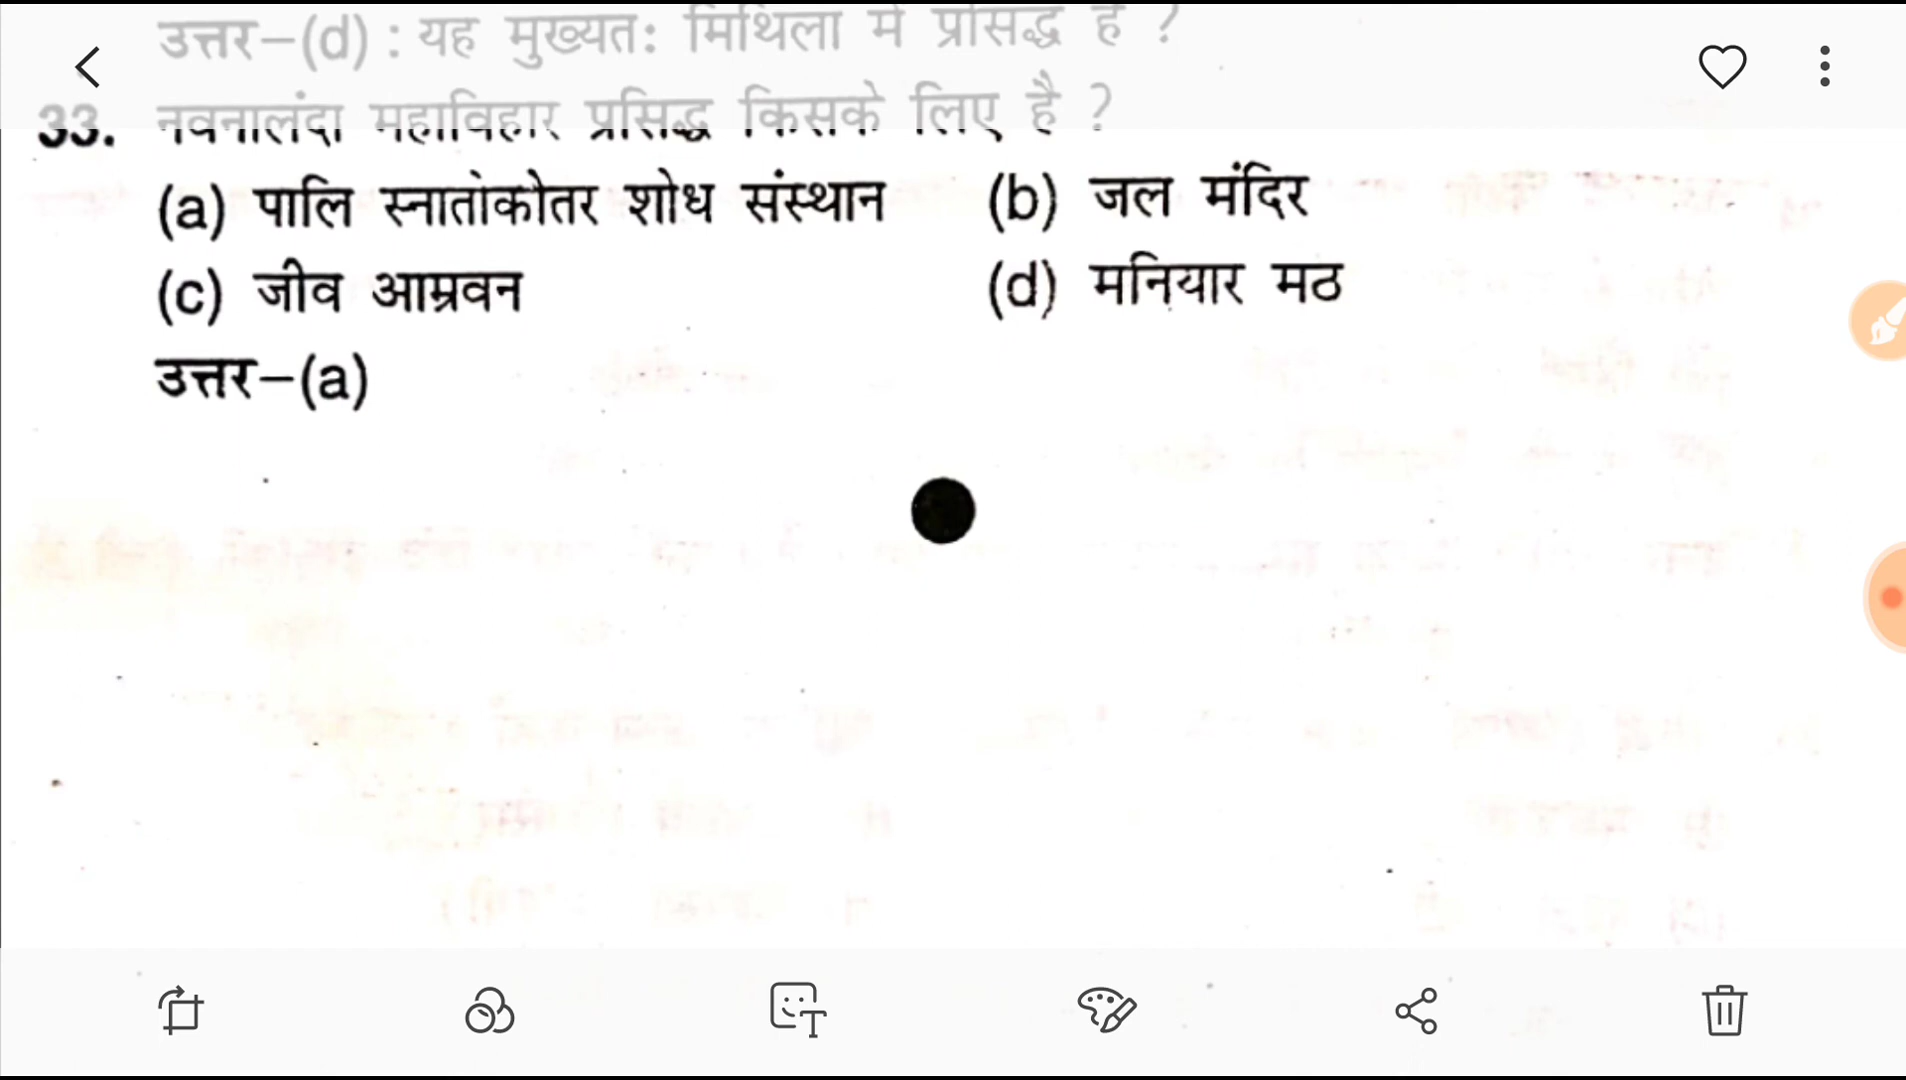 उत्तर–(d) : यह मुख्यतः मिथिला में प्रसिद्ध है ?
33. नवनालंदा महाविहार प्रसिद्ध किसके लिए है ?
(a) पालि स्नातोकोतर शोध संस्थान (b) जल मंदिर
(c) जीव आम्रवन (d) मनियार मठ
उत्तर–(a)